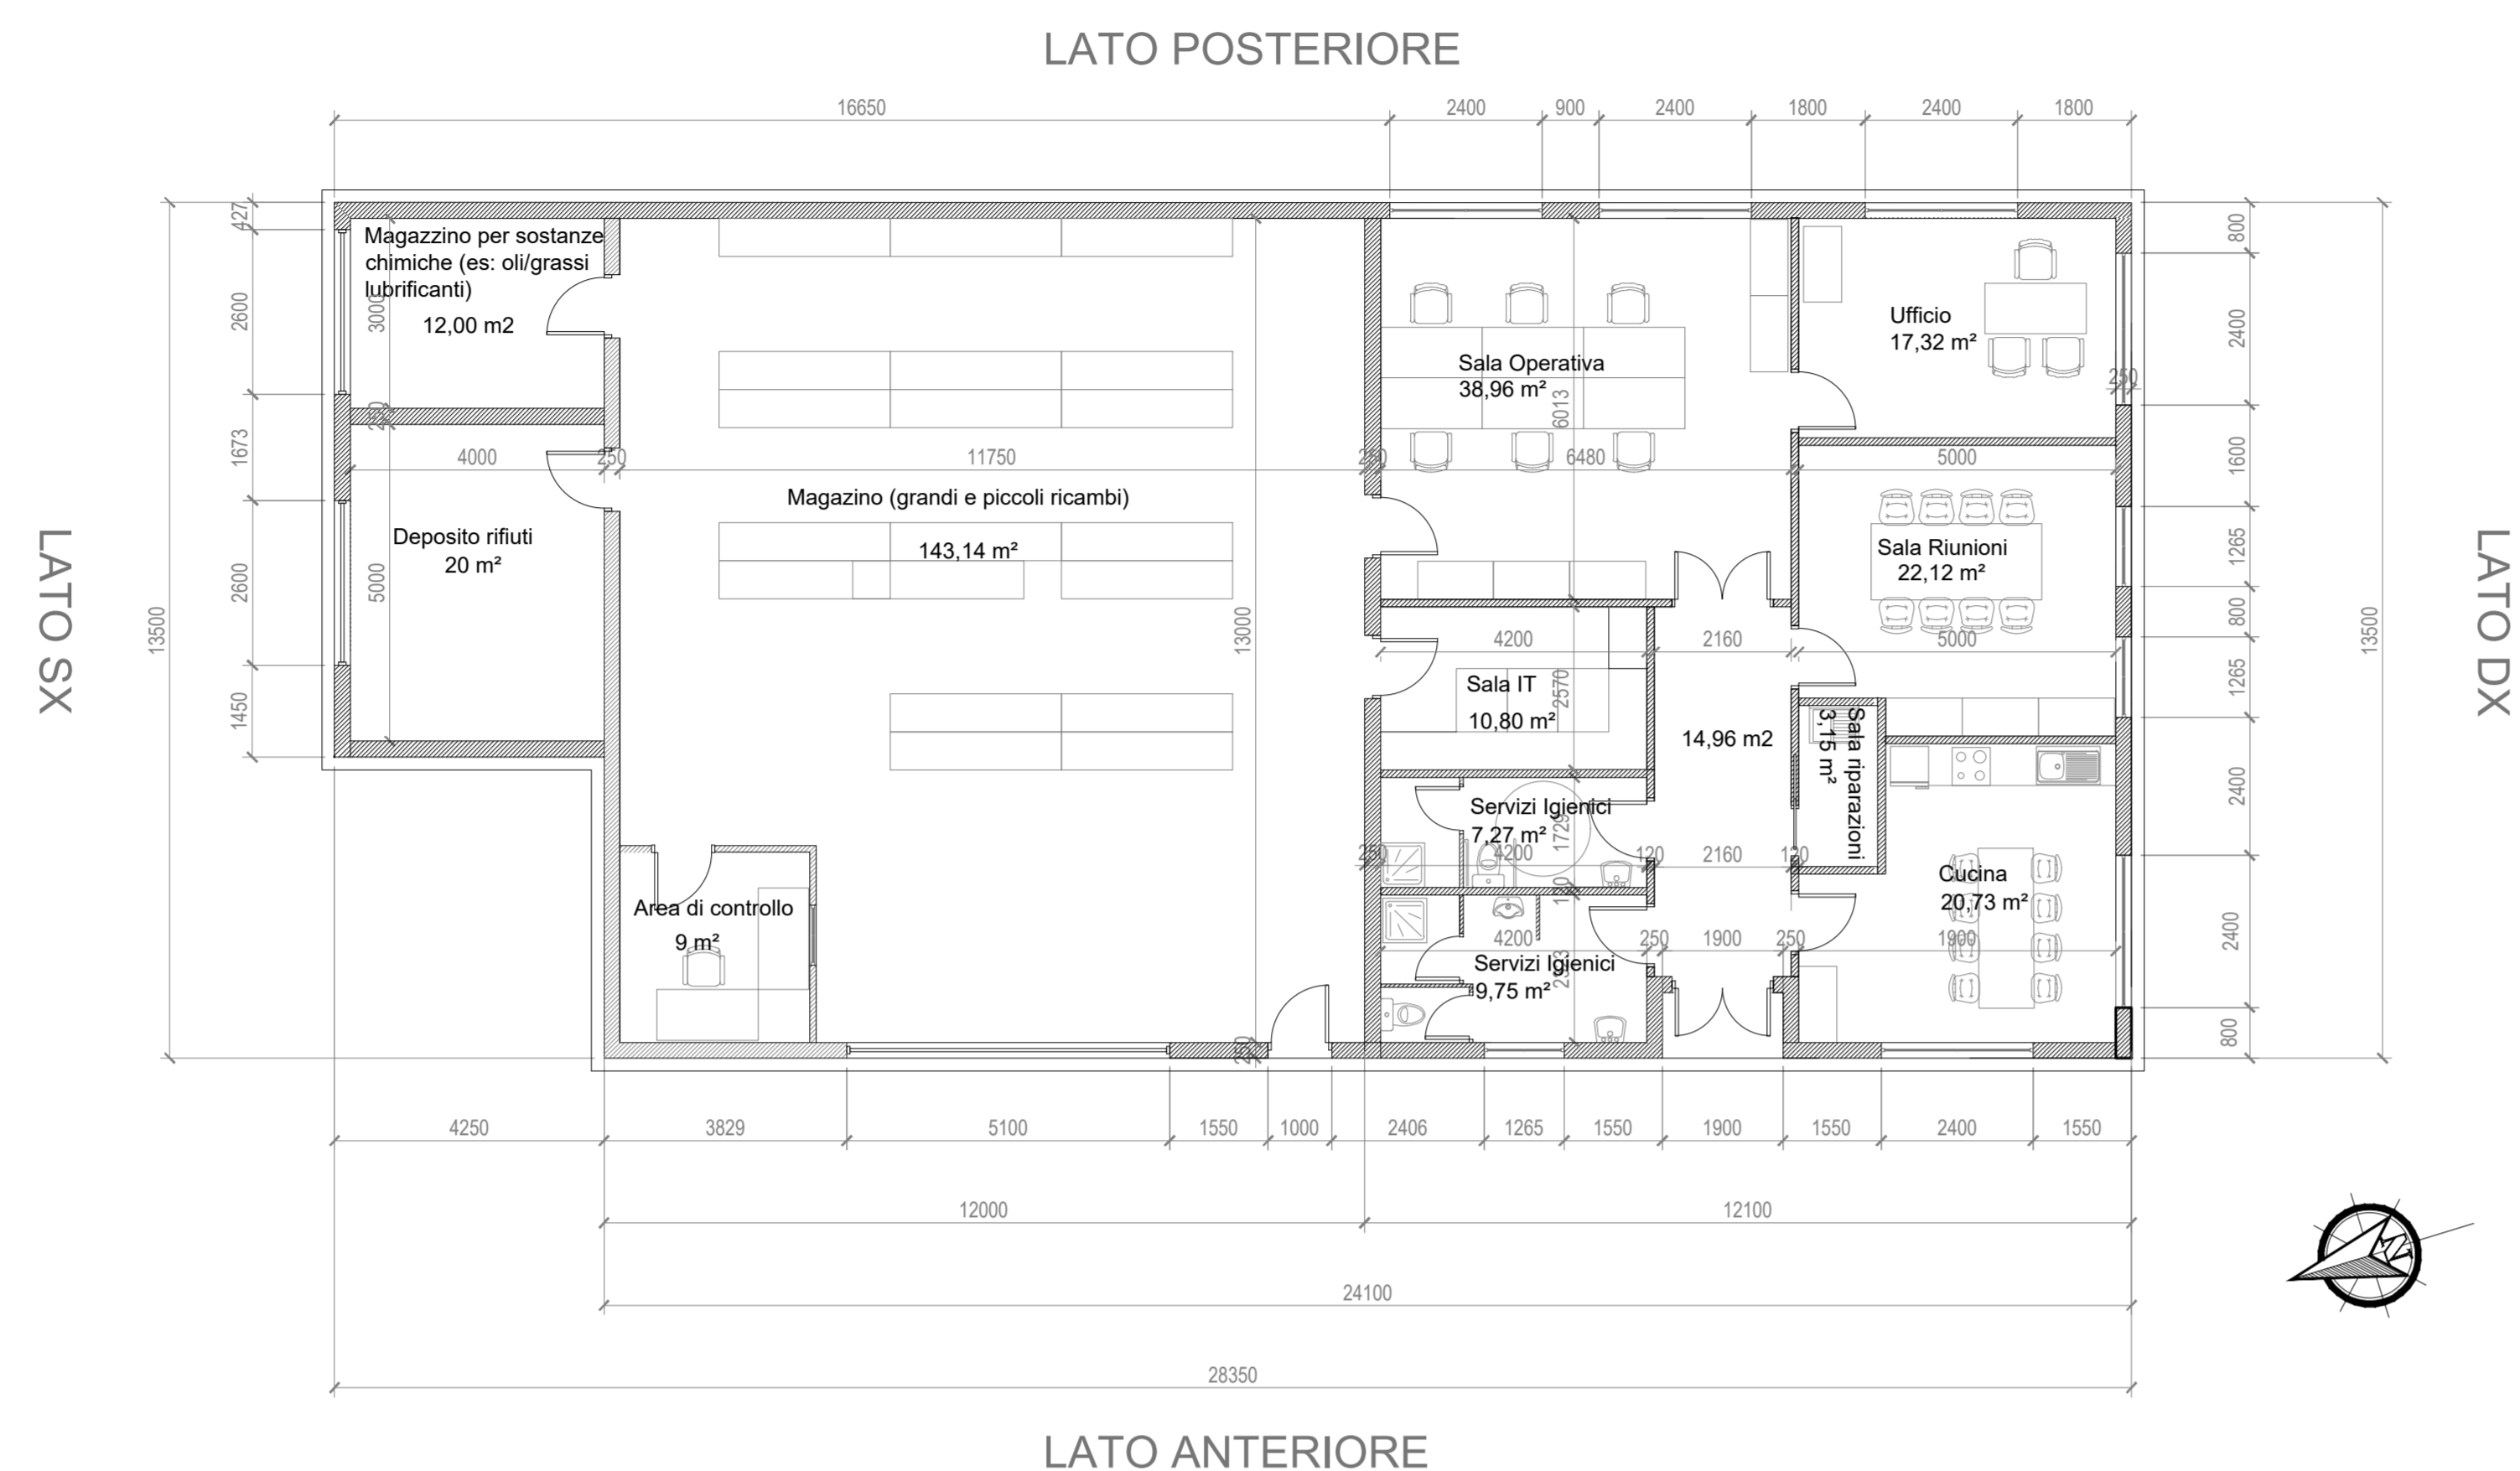 LATO POSTERIORE
16650
2400
900
2400
1800
2400
1800
427
2600
1673
2600
1450
13500
LATO SX
Magazzino per sostanze
chimiche (es: oli/grassi
lubrificanti)
12,00 m2
3000
250
4000
250
11750
250
6480
5000
Deposito rifiuti
20 m²
5000
Magazino (grandi e piccoli ricambi)
143,14 m²
13000
Sala Operativa
38,96 m²
6013
Ufficio
17,32 m²
250
Sala Riunioni
22,12 m²
4200
2160
5000
Sala IT
10,80 m²
2570
14,96 m2
Sala riparazioni
3,15 m²
Servizi Igienici
7,27 m²
1729
250
4200
120
2160
120
Cucina
20,73 m²
Area di controllo
9 m²
4200
250
1900
250
1900
Servizi Igienici
9,75 m²
250
800
2400
1600
1265
800
1265
2400
2400
800
13500
LATO DX
4250
3829
5100
1550
1000
2406
1265
1550
1900
1550
2400
1550
12000
12100
24100
28350
LATO ANTERIORE